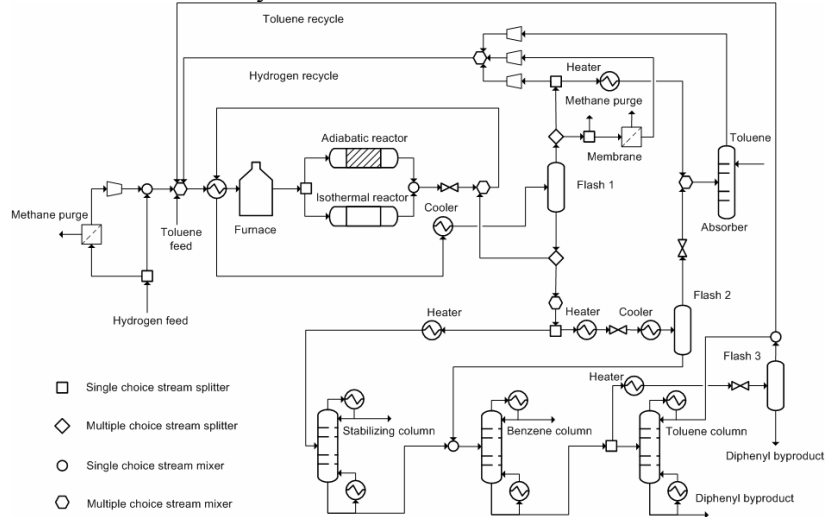 Toluene recycle
Hydrogen recycle
Heater
Methane purge
Adiabatic reactor
Membrane
Toluene
Flash 1
Isothermal reactor
Cooler
Methane purge
Toluene
feed
Furnace
Absorber
Hydrogen feed
Flash 2
Heater
Heater
Cooler
Flash 3
Heater
Single choice stream splitter
Multiple choice stream splitter
Single choice stream mixer
Multiple choice stream mixer
Stabilizing column
Benzene column
Toluene column
Diphenyl byproduct
Diphenyl byproduct